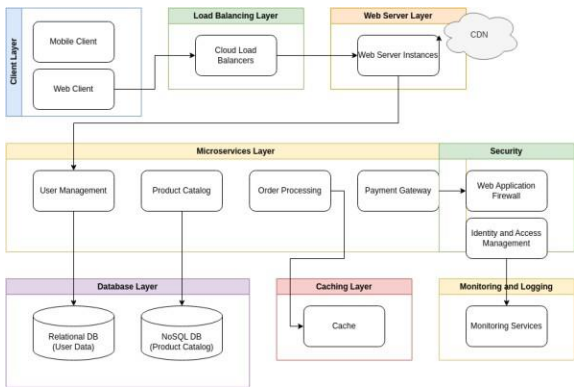 Client Layer
Mobile Client
Web Client
Load Balancing Layer
Cloud Load
Balancers
Web Server Layer
Web Server Instances
CDN
Microservices Layer
Security
User Management
Product Catalog
Order Processing
Payment Gateway
Web Application
Firewall
Identity and Access
Management
Database Layer
Relational DB
(User Data)
NoSQL DB
(Product Catalog)
Caching Layer
Cache
Monitoring and Logging
Monitoring Services